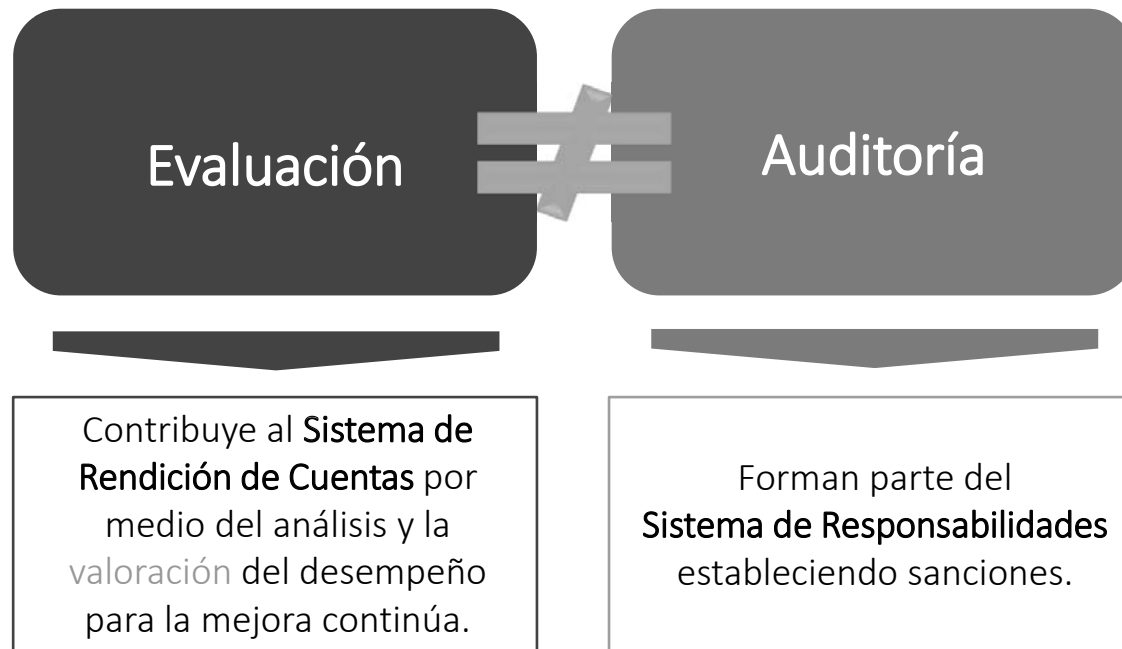 Evaluación
≠
Auditoría
Contribuye al Sistema de
Rendición de Cuentas por
medio del análisis y la
valoración del desempeño
para la mejora continúa.
Forman parte del
Sistema de Responsabilidades
estableciendo sanciones.